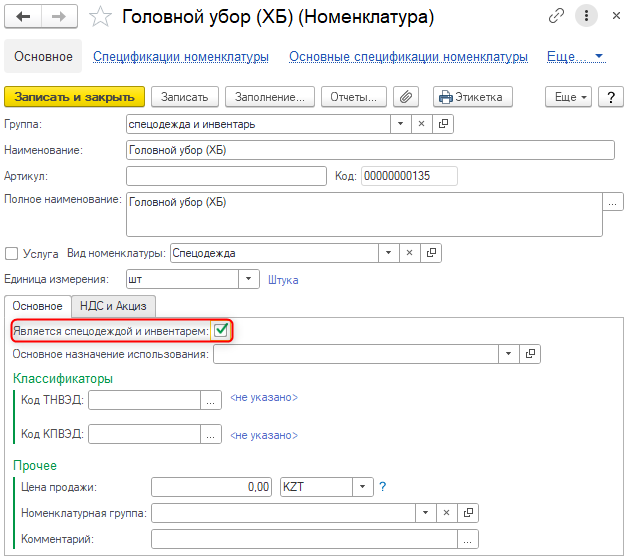 Головной убор (ХБ) (Номенклатура)
Основное Спецификации номенклатуры Основные спецификации номенклатуры Еще...
Записать и закрыть Записать Заполнение... Отчеты... Этикетка Еще ?
Группа: спецодежда и инвентарь
Наименование: Головной убор (ХБ)
Артикул: Код: 00000000135
Полное наименование: Головной убор (ХБ) ...
Услуга Вид номенклатуры: Спецодежда
Единица измерения: шт Штука
Основное НДС и Акциз
Является спецодеждой и инвентарем:
Основное назначение использования:
Классификаторы
Код ТНВЭД: ... <не указано>
Код КПВЭД: ... <не указано>
Прочее
Цена продажи: 0,00 KZT ?
Номенклатурная группа:
Комментарий: ...